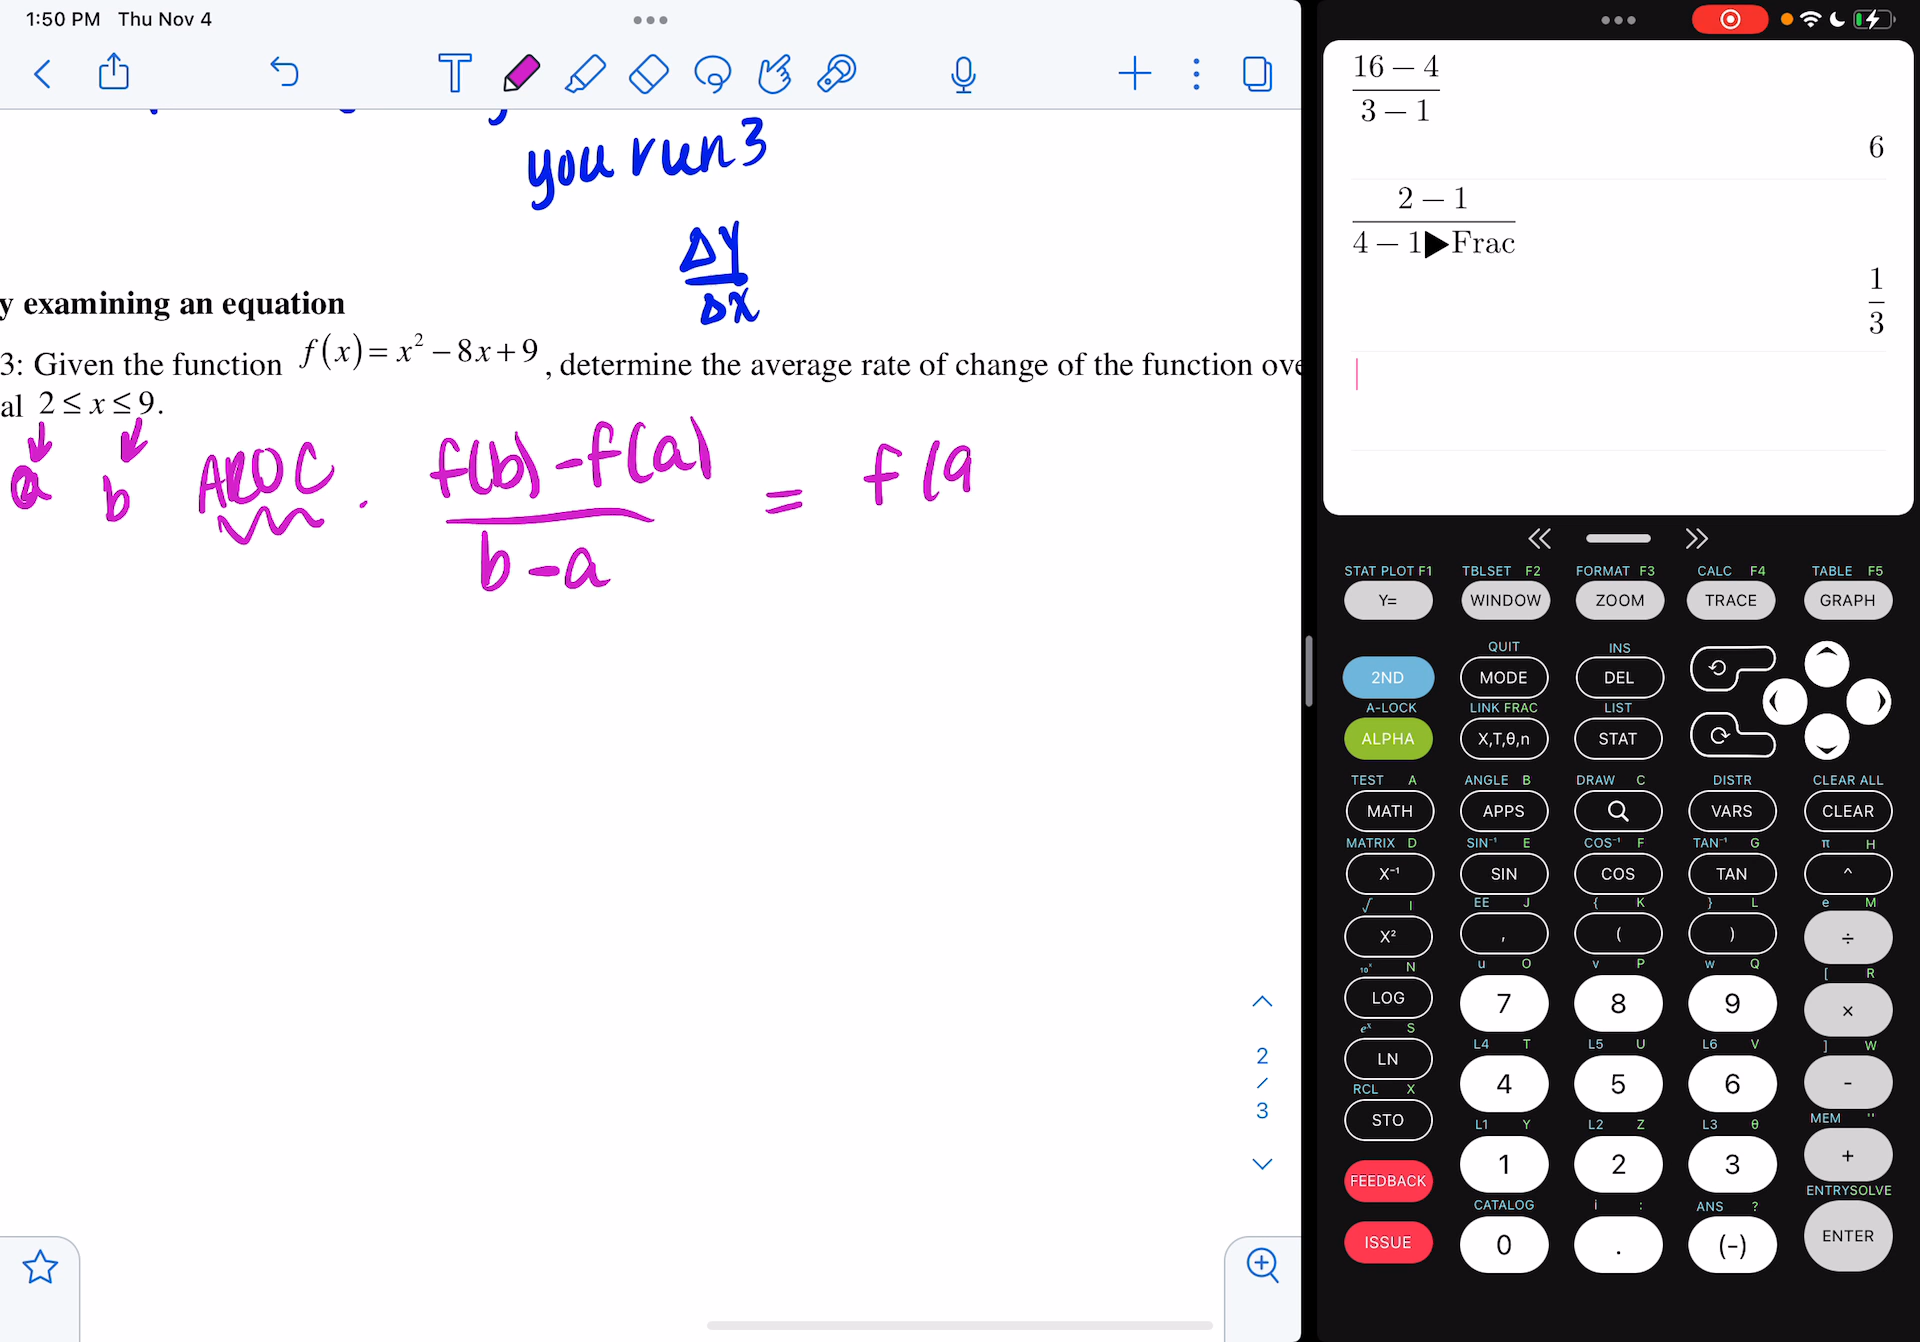 1:50 PM Thu Nov 4
you run 3
Δy
Δx
y examining an equation
3: Given the function f(x)=x²−8x+9, determine the average rate of change of the function ove
al 2≤x≤9.
a b AROC. f(b)-f(a) = f(9
b-a
2
/
3
16 − 4
3 − 1
6
2 − 1
4 − 1▶Frac
1
3
STAT PLOT F1 TBLSET F2 FORMAT F3 CALC F4 TABLE F5
Y= WINDOW ZOOM TRACE GRAPH
QUIT INS
2ND MODE DEL
A-LOCK LINK FRAC LIST
ALPHA X,T,θ,n STAT
TEST A ANGLE B DRAW C DISTR CLEAR ALL
MATH APPS VARS CLEAR
MATRIX D SIN⁻¹ E COS⁻¹ F TAN⁻¹ G π H
X⁻¹ SIN COS TAN ^
√ I EE J { K } L e M
X² , ( ) ÷
10ˣ N u O v P w Q [ R
LOG 7 8 9 ×
eˣ S L4 T L5 U L6 V ] W
LN 4 5 6 -
RCL X L1 Y L2 Z L3 θ MEM "
STO 1 2 3 +
FEEDBACK CATALOG i : ANS ? ENTRY SOLVE
ISSUE 0 . (-) ENTER